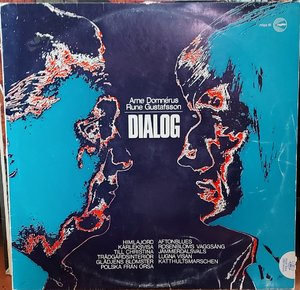 Arne Domnérus
Rune Gustafsson
DIALOG
HIMLAJORD
KÄRLEKSVISA
TILL CHRISTINA
TRÄDGÅRDSINTERIÖR
GLÄDJENS BLOMSTER
POLSKA FRÅN ORSA
AFTONBLUES
ROSENBLOMS VAGGSÅNG
JÄMMERDALSVALS
LUGNA VISAN
KATTHULTSMARSCHEN